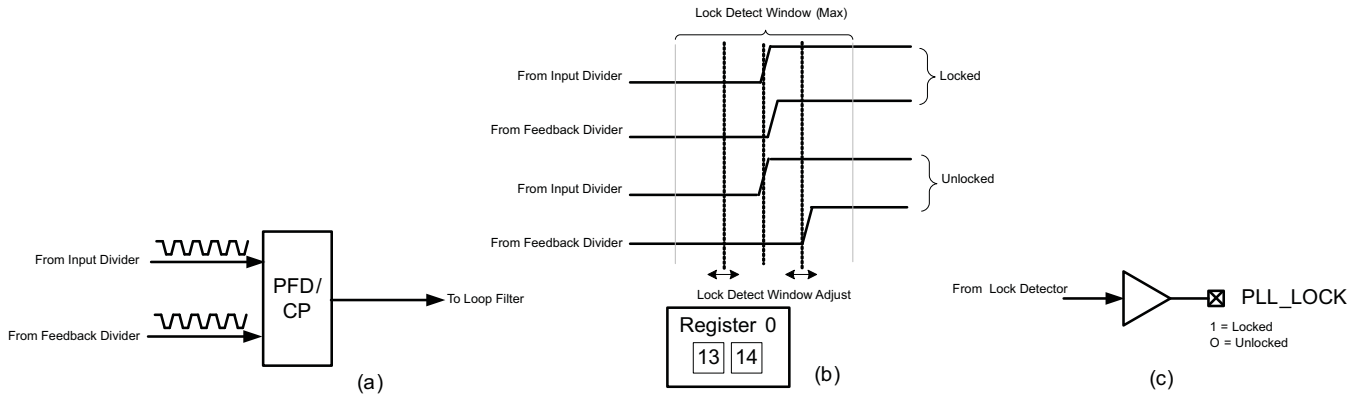 From Input Divider
From Feedback Divider
PFD/
CP
To Loop Filter
(a)
Lock Detect Window (Max)
From Input Divider
Locked
From Feedback Divider
From Input Divider
Unlocked
From Feedback Divider
Lock Detect Window Adjust
Register 0
13 14
(b)
From Lock Detector
PLL_LOCK
1 = Locked
O = Unlocked
(c)